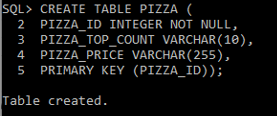 SQL> CREATE TABLE PIZZA (
2 PIZZA_ID INTEGER NOT NULL,
3 PIZZA_TOP_COUNT VARCHAR(10),
4 PIZZA_PRICE VARCHAR(255),
5 PRIMARY KEY (PIZZA_ID));
Table created.